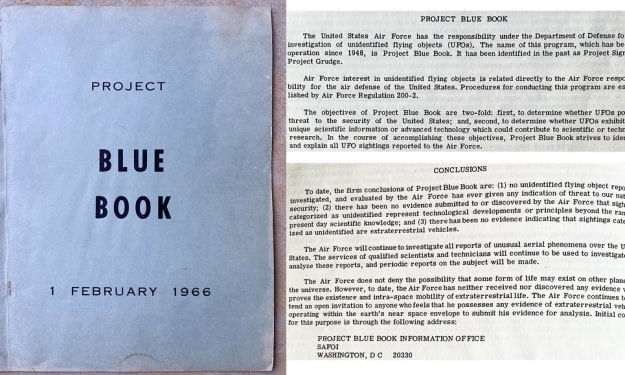 PROJECT
BLUE
BOOK
1 FEBRUARY 1966
PROJECT BLUE BOOK
The United States Air Force has the responsibility under the Department of Defense fo
investigation of unidentified flying objects (UFOs). The name of this program, which has be
operation since 1948, is Project Blue Book. It has been identified in the past as Project Sign
Project Grudge.
Air Force interest in unidentified flying objects is related directly to the Air Force respo
bility for the air defense of the United States. Procedures for conducting this program are es
lished by Air Force Regulation 200-2.
The objectives of Project Blue Book are two-fold: first, to determine whether UFOs po
threat to the security of the United States; and, second, to determine whether UFOs exhibit
unique scientific information or advanced technology which could contribute to scientific or techn
research. In the course of accomplishing these objectives, Project Blue Book strives to iden
and explain all UFO sightings reported to the Air Force.
CONCLUSIONS
To date, the firm conclusions of Project Blue Book are: (1) no unidentified flying object repo
investigated, and evaluated by the Air Force has ever given any indication of threat to our nat
security; (2) there has been no evidence submitted to or discovered by the Air Force that sigh
categorized as unidentified represent technological developments or principles beyond the ran
present day scientific knowledge; and (3) there has been no evidence indicating that sightings cate
ized as unidentified are extraterrestrial vehicles.
The Air Force will continue to investigate all reports of unusual aerial phenomena over the U
States. The services of qualified scientists and technicians will continue to be used to investigate
analyze these reports, and periodic reports on the subject will be made.
The Air Force does not deny the possibility that some form of life may exist on other plane
the universe. However, to date, the Air Force has neither received nor discovered any evidence w
proves the existence and intra-space mobility of extraterrestrial life. The Air Force continues t
tend an open invitation to anyone who feels that he possesses any evidence of extraterrestrial veh
operating within the earth's near space envelope to submit his evidence for analysis. Initial co
for this purpose is through the following address:
PROJECT BLUE BOOK INFORMATION OFFICE
SAFOI
WASHINGTON, D C 20330